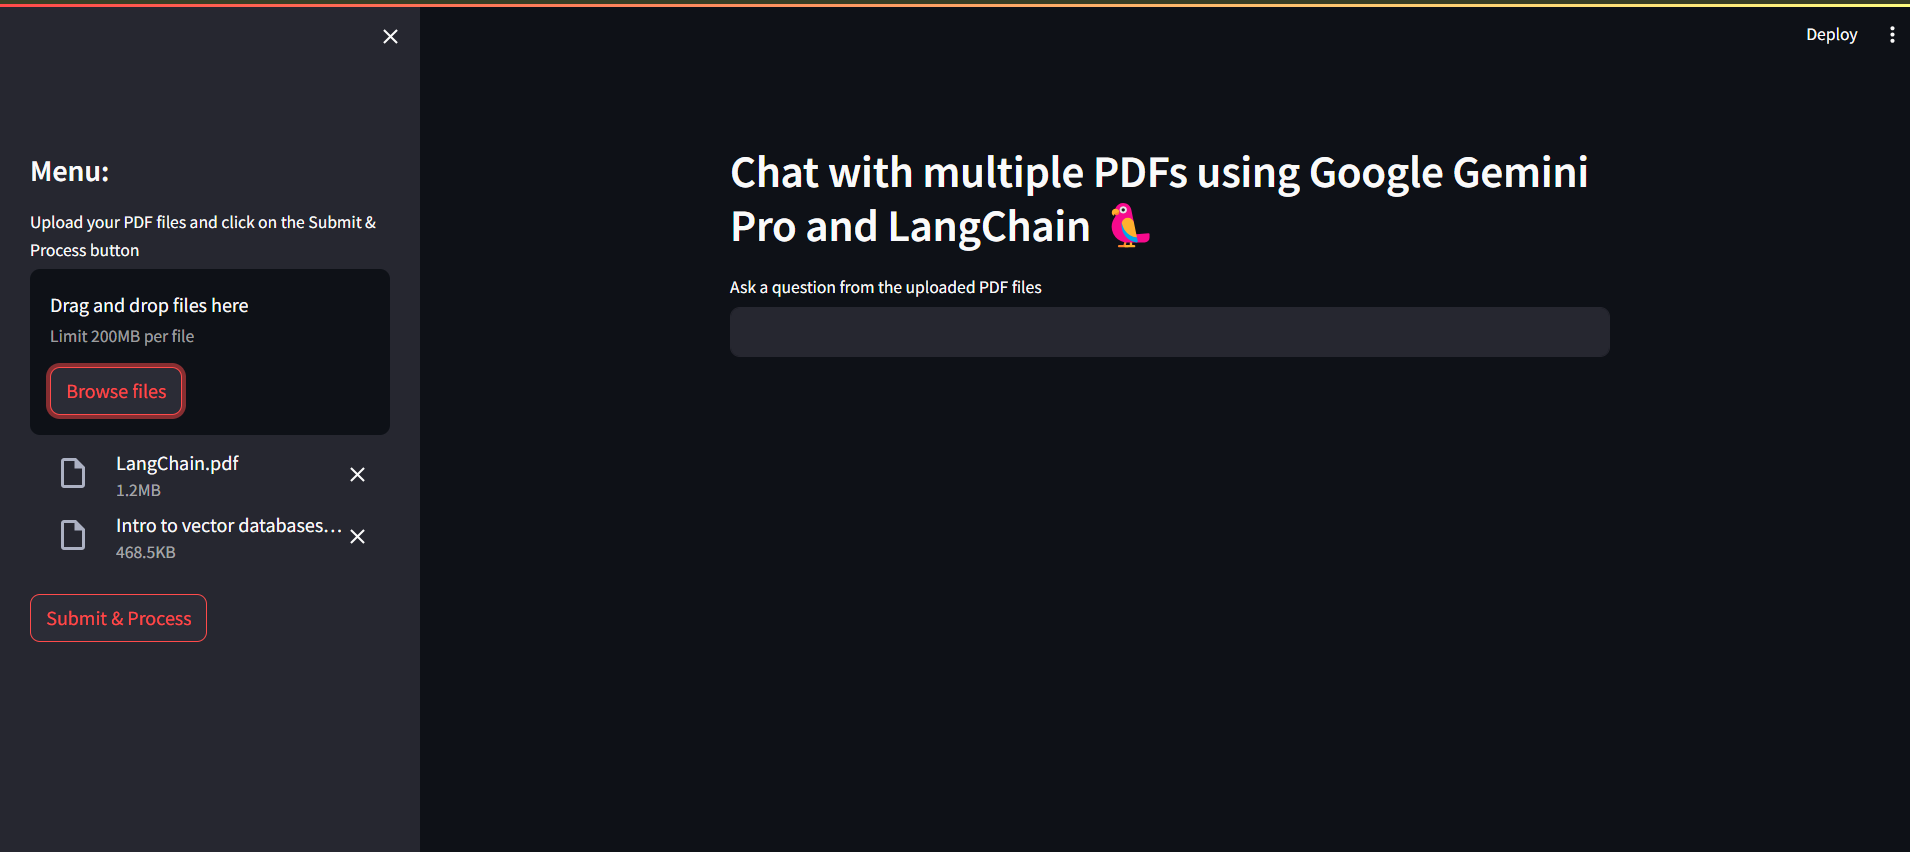 Deploy
Menu:
Upload your PDF files and click on the Submit &
Process button
Drag and drop files here
Limit 200MB per file
Browse files
LangChain.pdf
1.2MB
Intro to vector databases...
468.5KB
Submit & Process
Chat with multiple PDFs using Google Gemini
Pro and LangChain
Ask a question from the uploaded PDF files